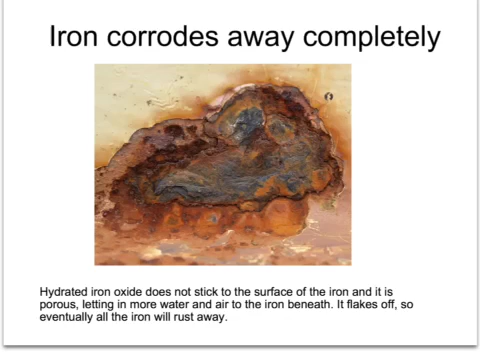 Iron corrodes away completely
Hydrated iron oxide does not stick to the surface of the iron and it is
porous, letting in more water and air to the iron beneath. It flakes off, so
eventually all the iron will rust away.